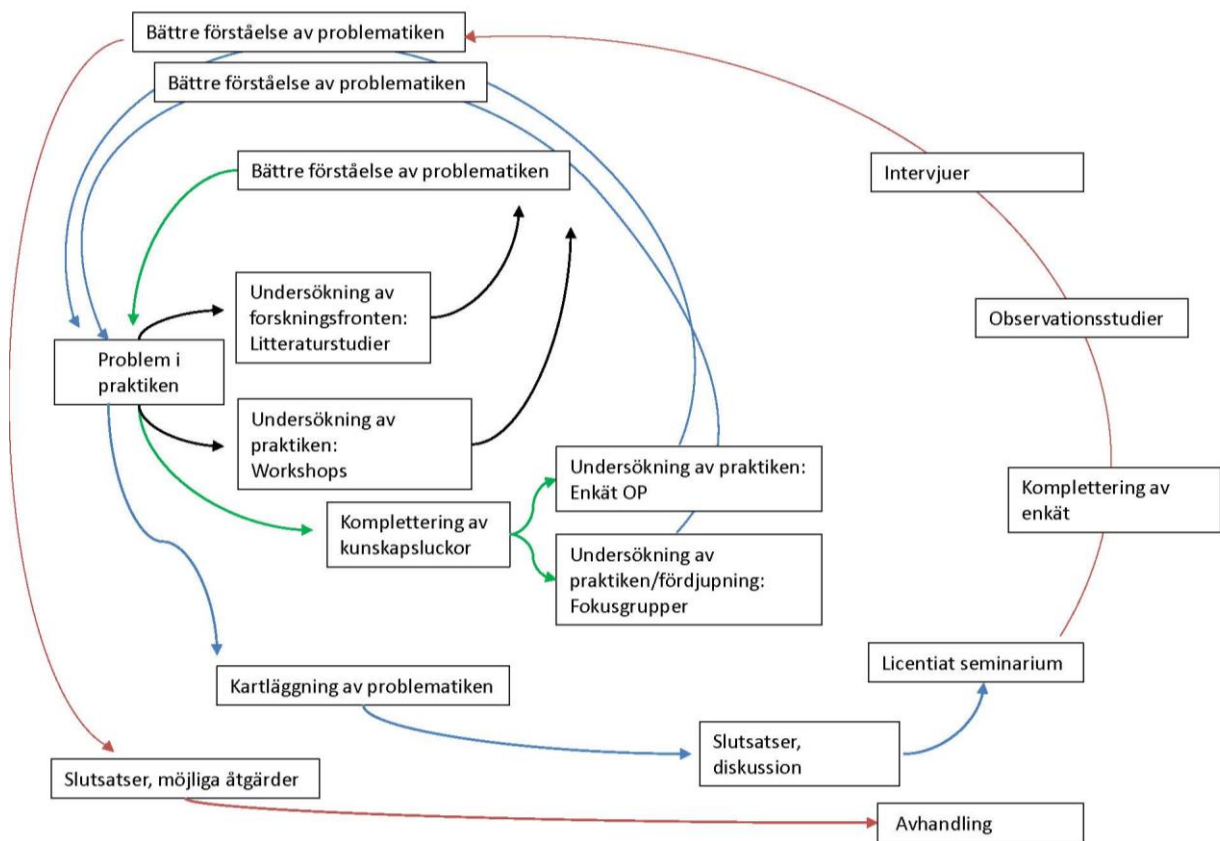 Bättre förståelse av problematiken
Bättre förståelse av problematiken
Bättre förståelse av problematiken
Intervjuer
Undersökning av
forskningsfronten:
Litteraturstudier
Observationsstudier
Problem i
praktiken
Undersökning av
praktiken:
Workshops
Undersökning av praktiken:
Enkät OP
Komplettering av
enkät
Komplettering av
kunskapsluckor
Undersökning av
praktiken/fördjupning:
Fokusgrupper
Licentiat seminarium
Kartläggning av problematiken
Slutsatser,
diskussion
Slutsatser, möjliga åtgärder
Avhandling